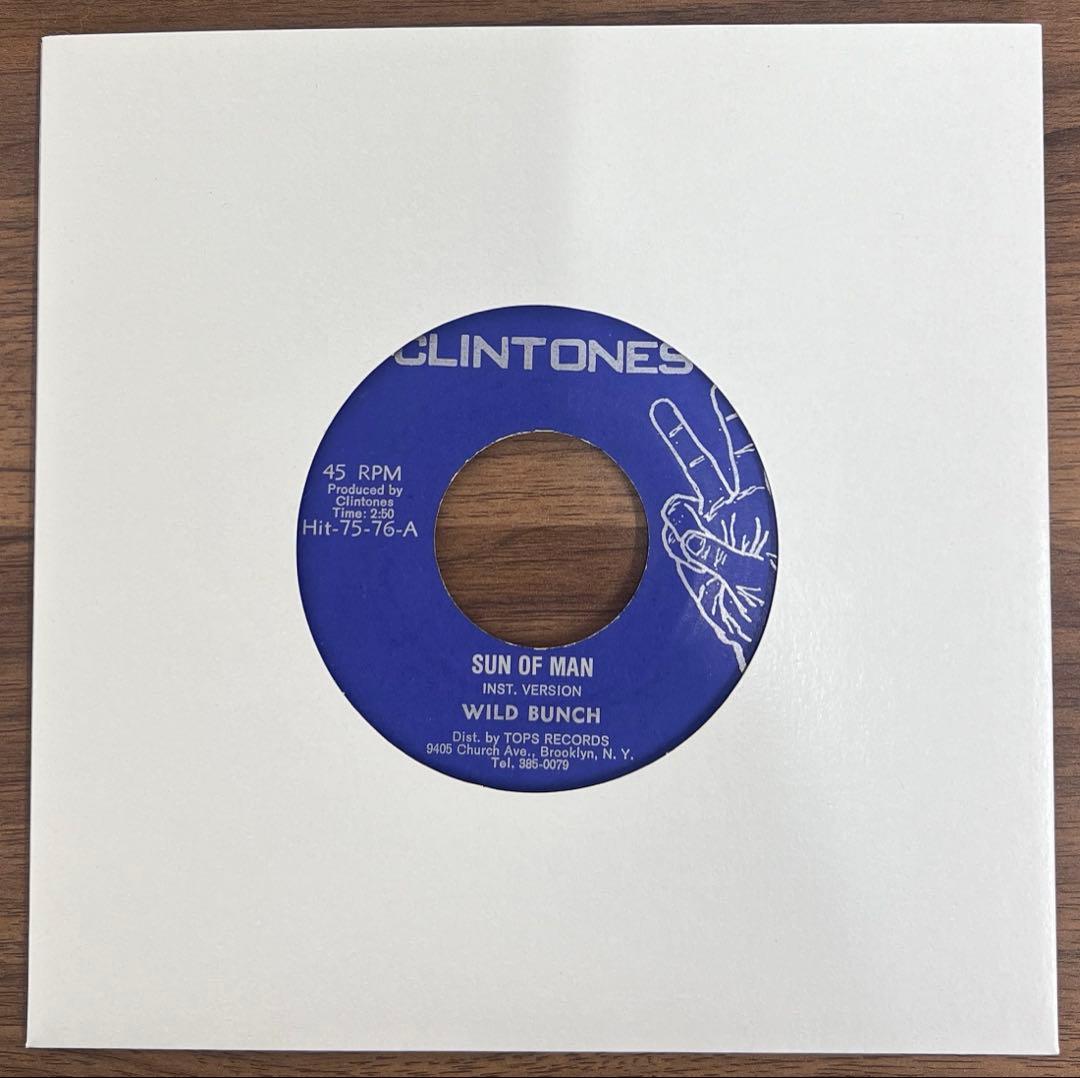 CLINTONES
45 RPM
Produced by
Clintones
Time: 2:50
Hit-75-76-A
SUN OF MAN
INST. VERSION
WILD BUNCH
Dist. by TOPS RECORDS
9405 Church Ave., Brooklyn, N. Y.
Tel. 385-0079